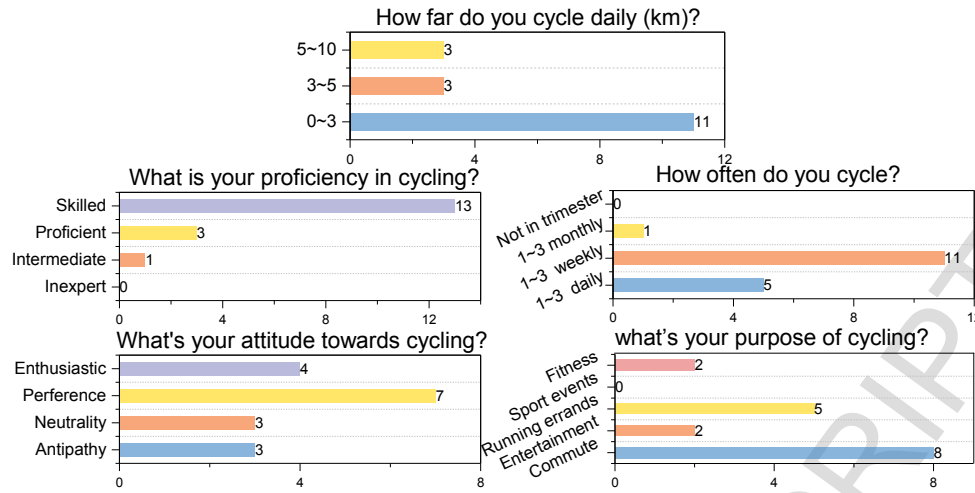 How far do you cycle daily (km)?
5~10
3
3~5
3
0~3
11
0 4 8 12
What is your proficiency in cycling?
Skilled
13
Proficient
3
Intermediate
1
Inexpert
0
0 4 8 12
How often do you cycle?
Not in trimester
0
1~3 monthly
1
1~3 weekly
11
1~3 daily
5
0 4 8 12
What's your attitude towards cycling?
Enthusiastic
4
Perference
7
Neutrality
3
Antipathy
3
0 2 4 6 8
what's your purpose of cycling?
Fitness
2
Sport events
0
Running errands
5
Entertainment
2
Commute
8
0 2 4 6 8